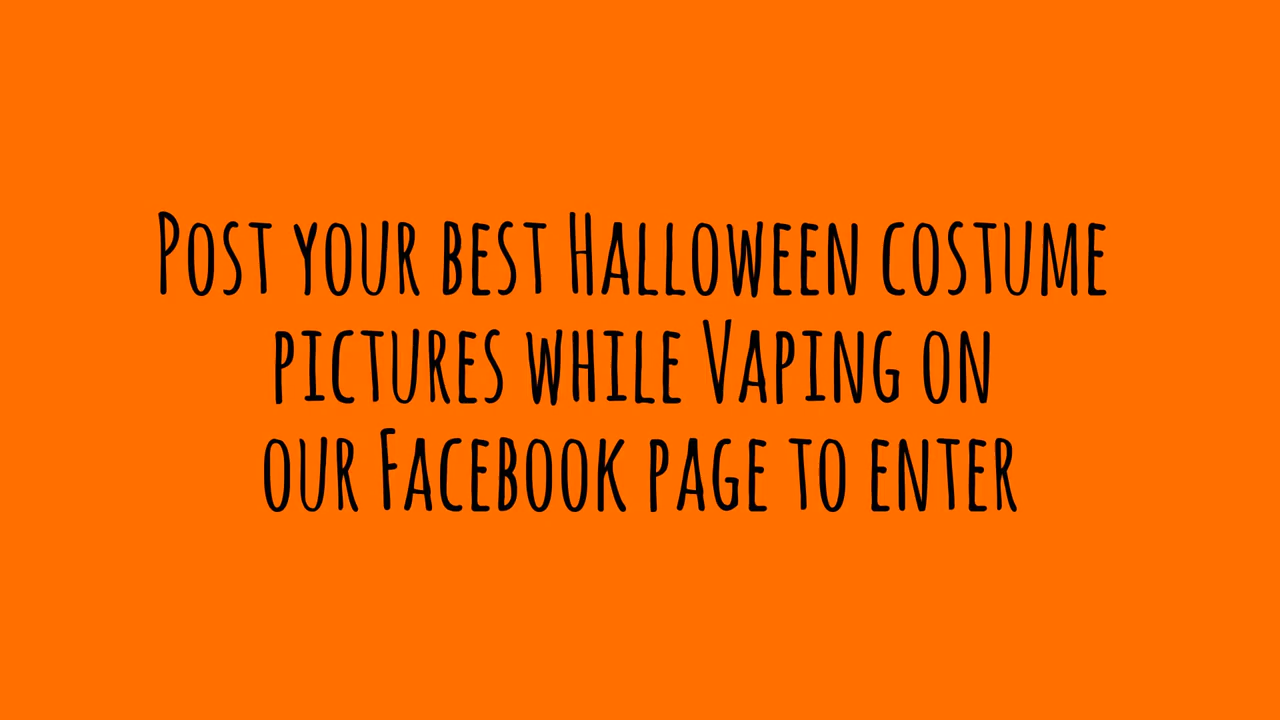 Post your best Halloween costume
pictures while Vaping on
our Facebook page to enter